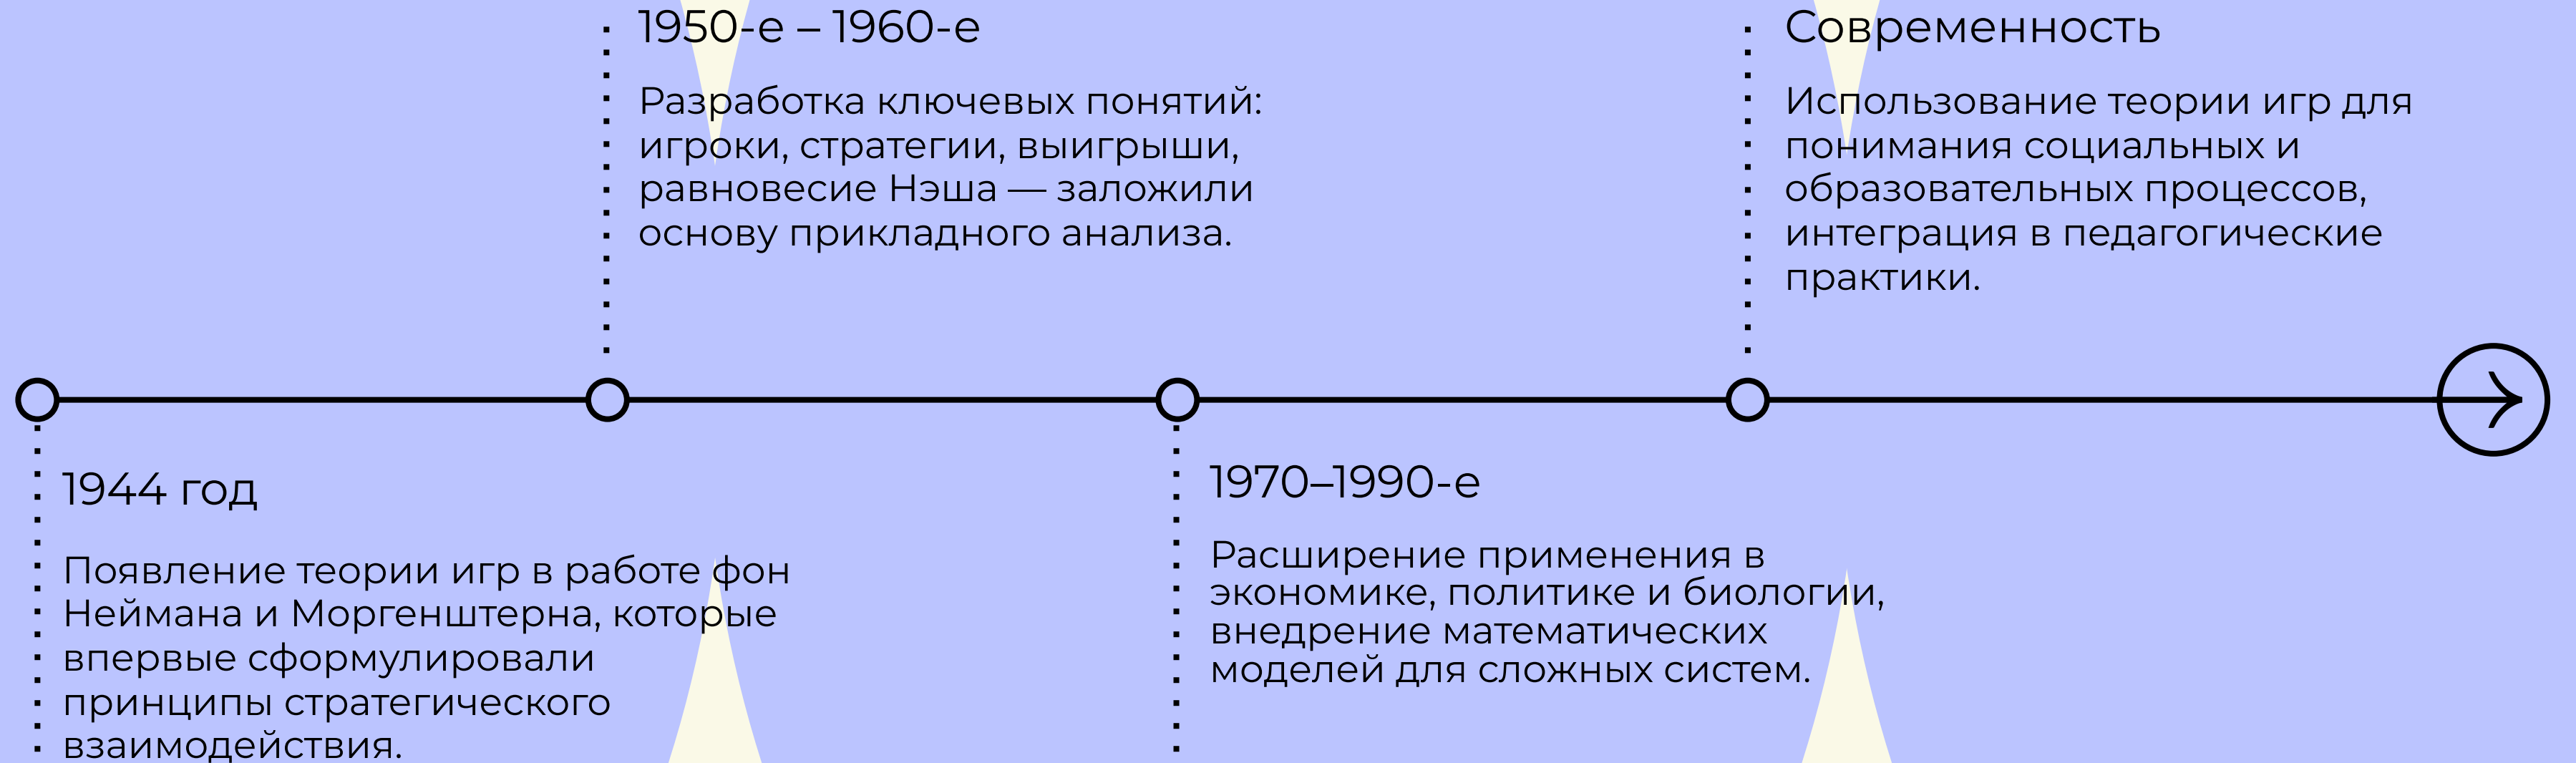 1950-е – 1960-е
Разработка ключевых понятий:
игроки, стратегии, выигрыши,
равновесие Нэша — заложили
основу прикладного анализа.
Современность
Использование теории игр для
понимания социальных и
образовательных процессов,
интеграция в педагогические
практики.
1944 год
Появление теории игр в работе фон
Неймана и Моргенштерна, которые
впервые сформулировали
принципы стратегического
взаимодействия.
1970–1990-е
Расширение применения в
экономике, политике и биологии,
внедрение математических
моделей для сложных систем.